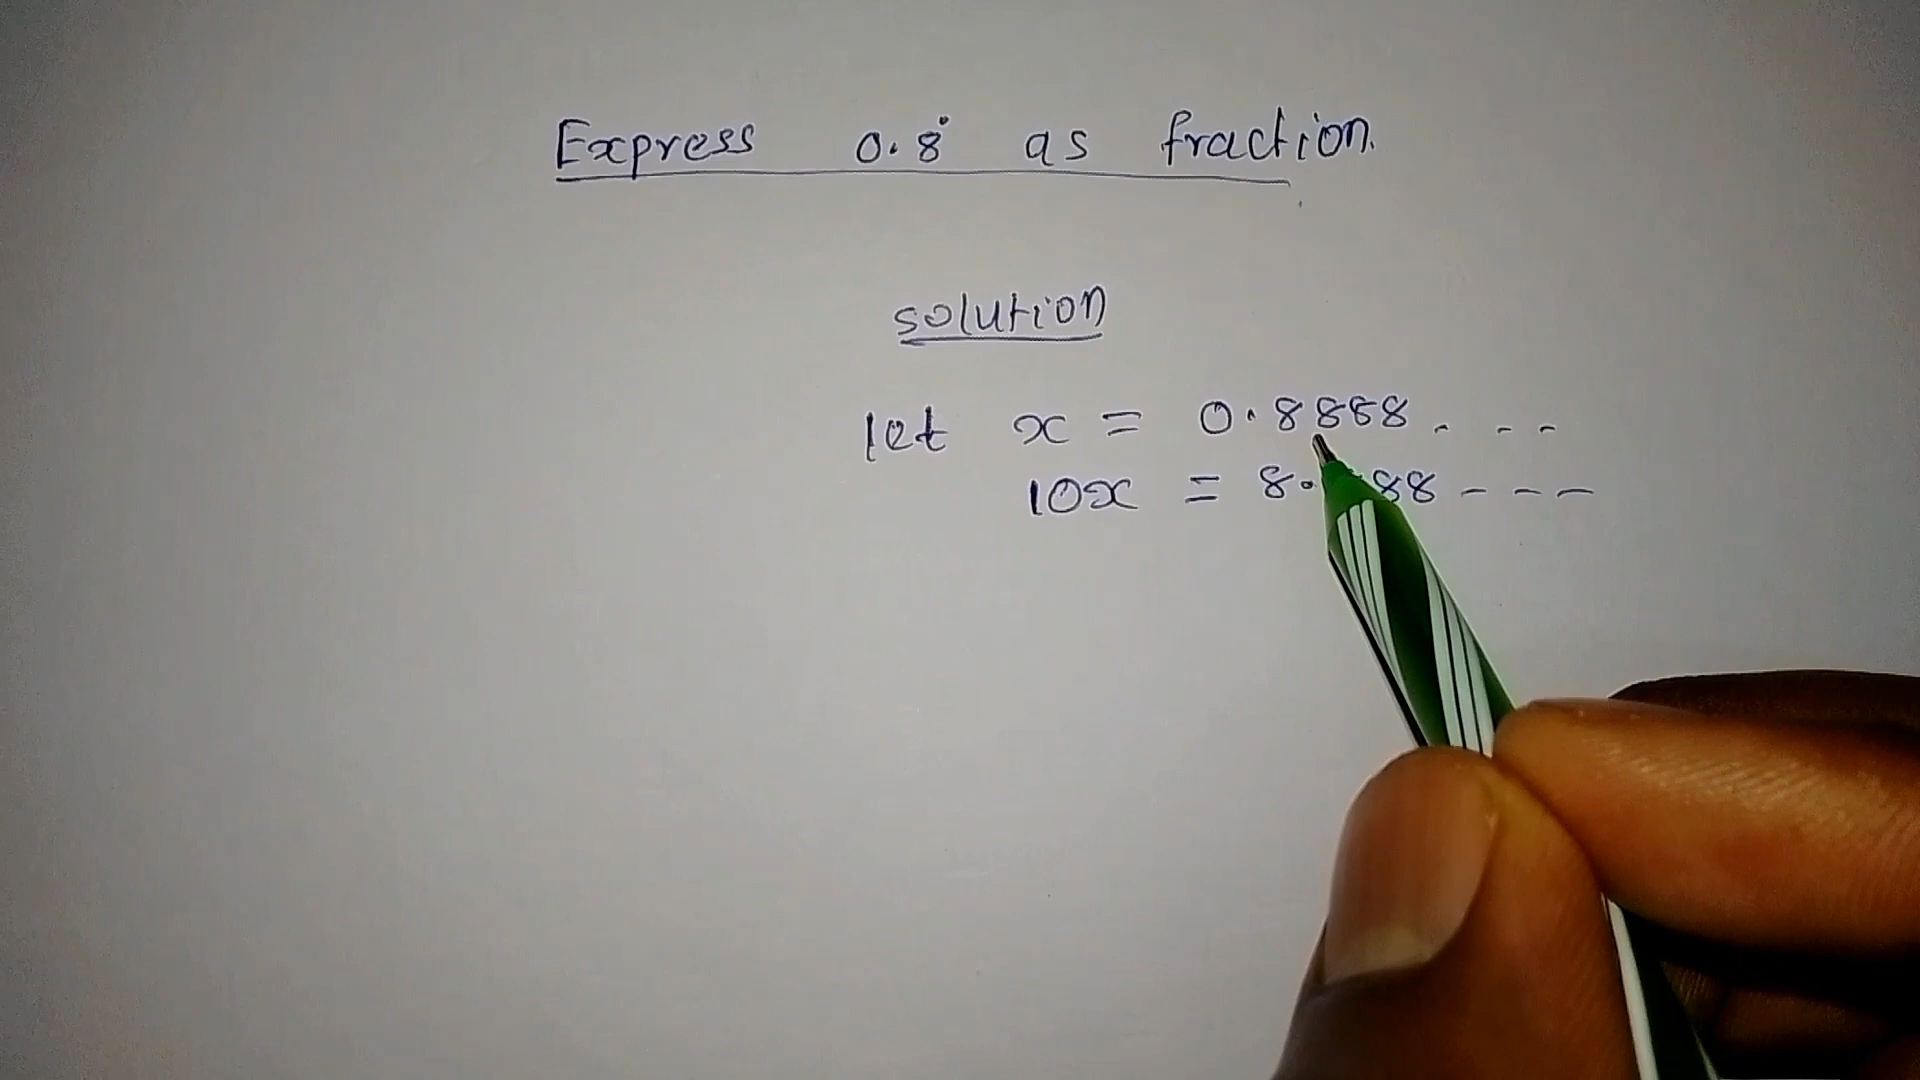 Express 0.8̇ as fraction.
solution
let x = 0.8888. - -
10x = 8. 88 - - -